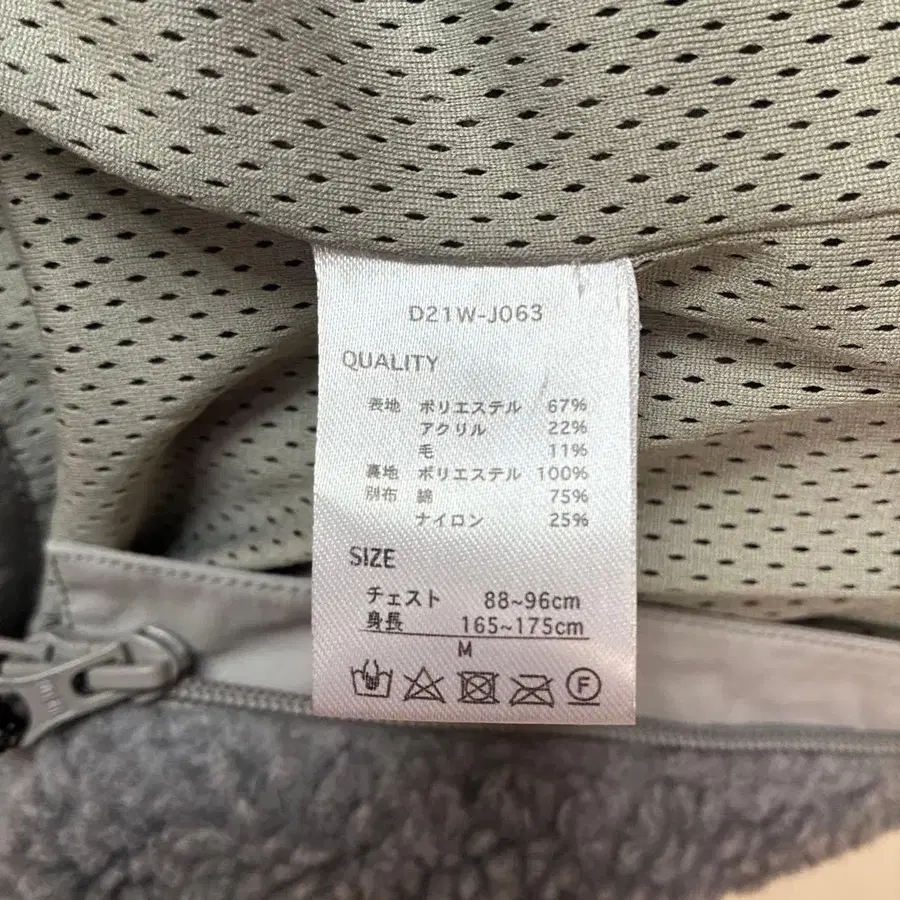 D21W-J063
QUALITY
表地 ポリエステル 67%
アクリル 22%
毛 11%
裏地 ポリエステル 100%
別布 綿 75%
ナイロン 25%
SIZE
チェスト 88~96cm
身長 165~175cm
M
F